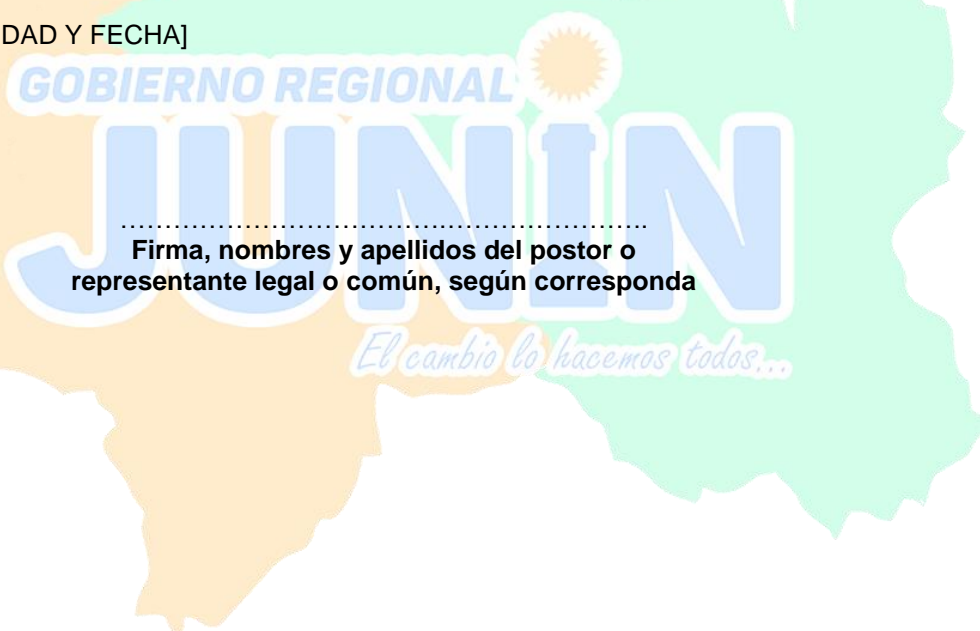 DAD Y FECHA]
GOBIERNO REGIONAL
JUNÍN
……………………………….…………………..
Firma, nombres y apellidos del postor o
representante legal o común, según corresponda
El cambio lo hacemos todos...